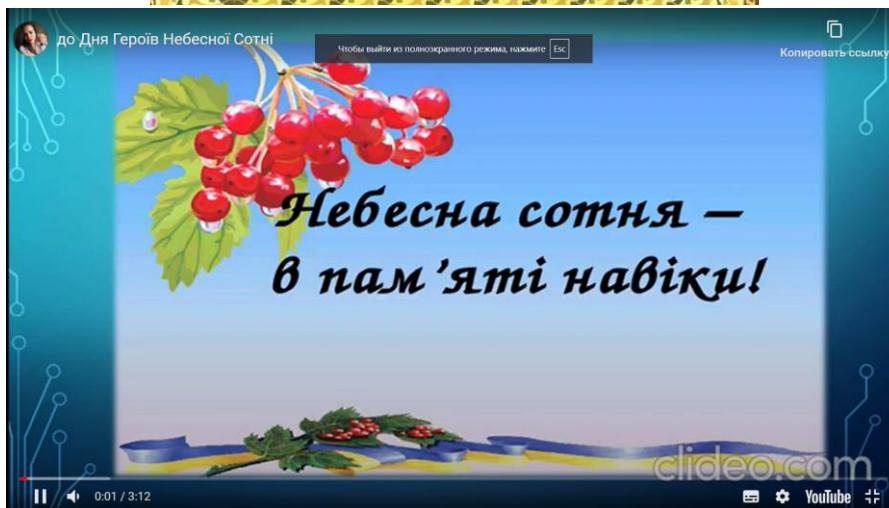 до Дня Героїв Небесної Сотні
Чтобы выйти из полноэкранного режима, нажмите Esc
Копировать ссылку
Небесна сотня –
в пам’яті навіки!
clideo.com
0:01 / 3:12
YouTube